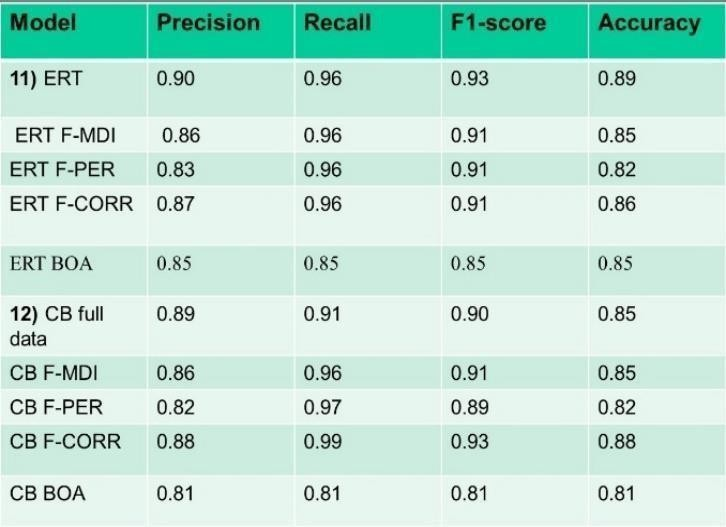 Model Precision Recall F1-score Accuracy
11) ERT 0.90 0.96 0.93 0.89
ERT F-MDI 0.86 0.96 0.91 0.85
ERT F-PER 0.83 0.96 0.91 0.82
ERT F-CORR 0.87 0.96 0.91 0.86
ERT BOA 0.85 0.85 0.85 0.85
12) CB full 0.89 0.91 0.90 0.85
data
CB F-MDI 0.86 0.96 0.91 0.85
CB F-PER 0.82 0.97 0.89 0.82
CB F-CORR 0.88 0.99 0.93 0.88
CB BOA 0.81 0.81 0.81 0.81